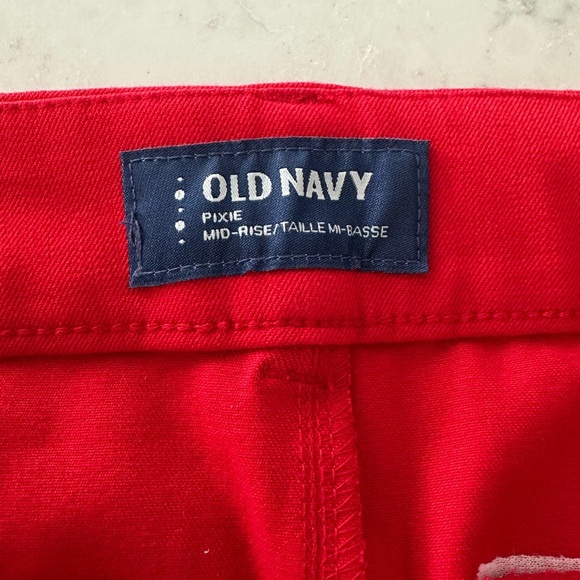 OLD NAVY
PIXIE
MID-RISE/TAILLE MI-BASSE